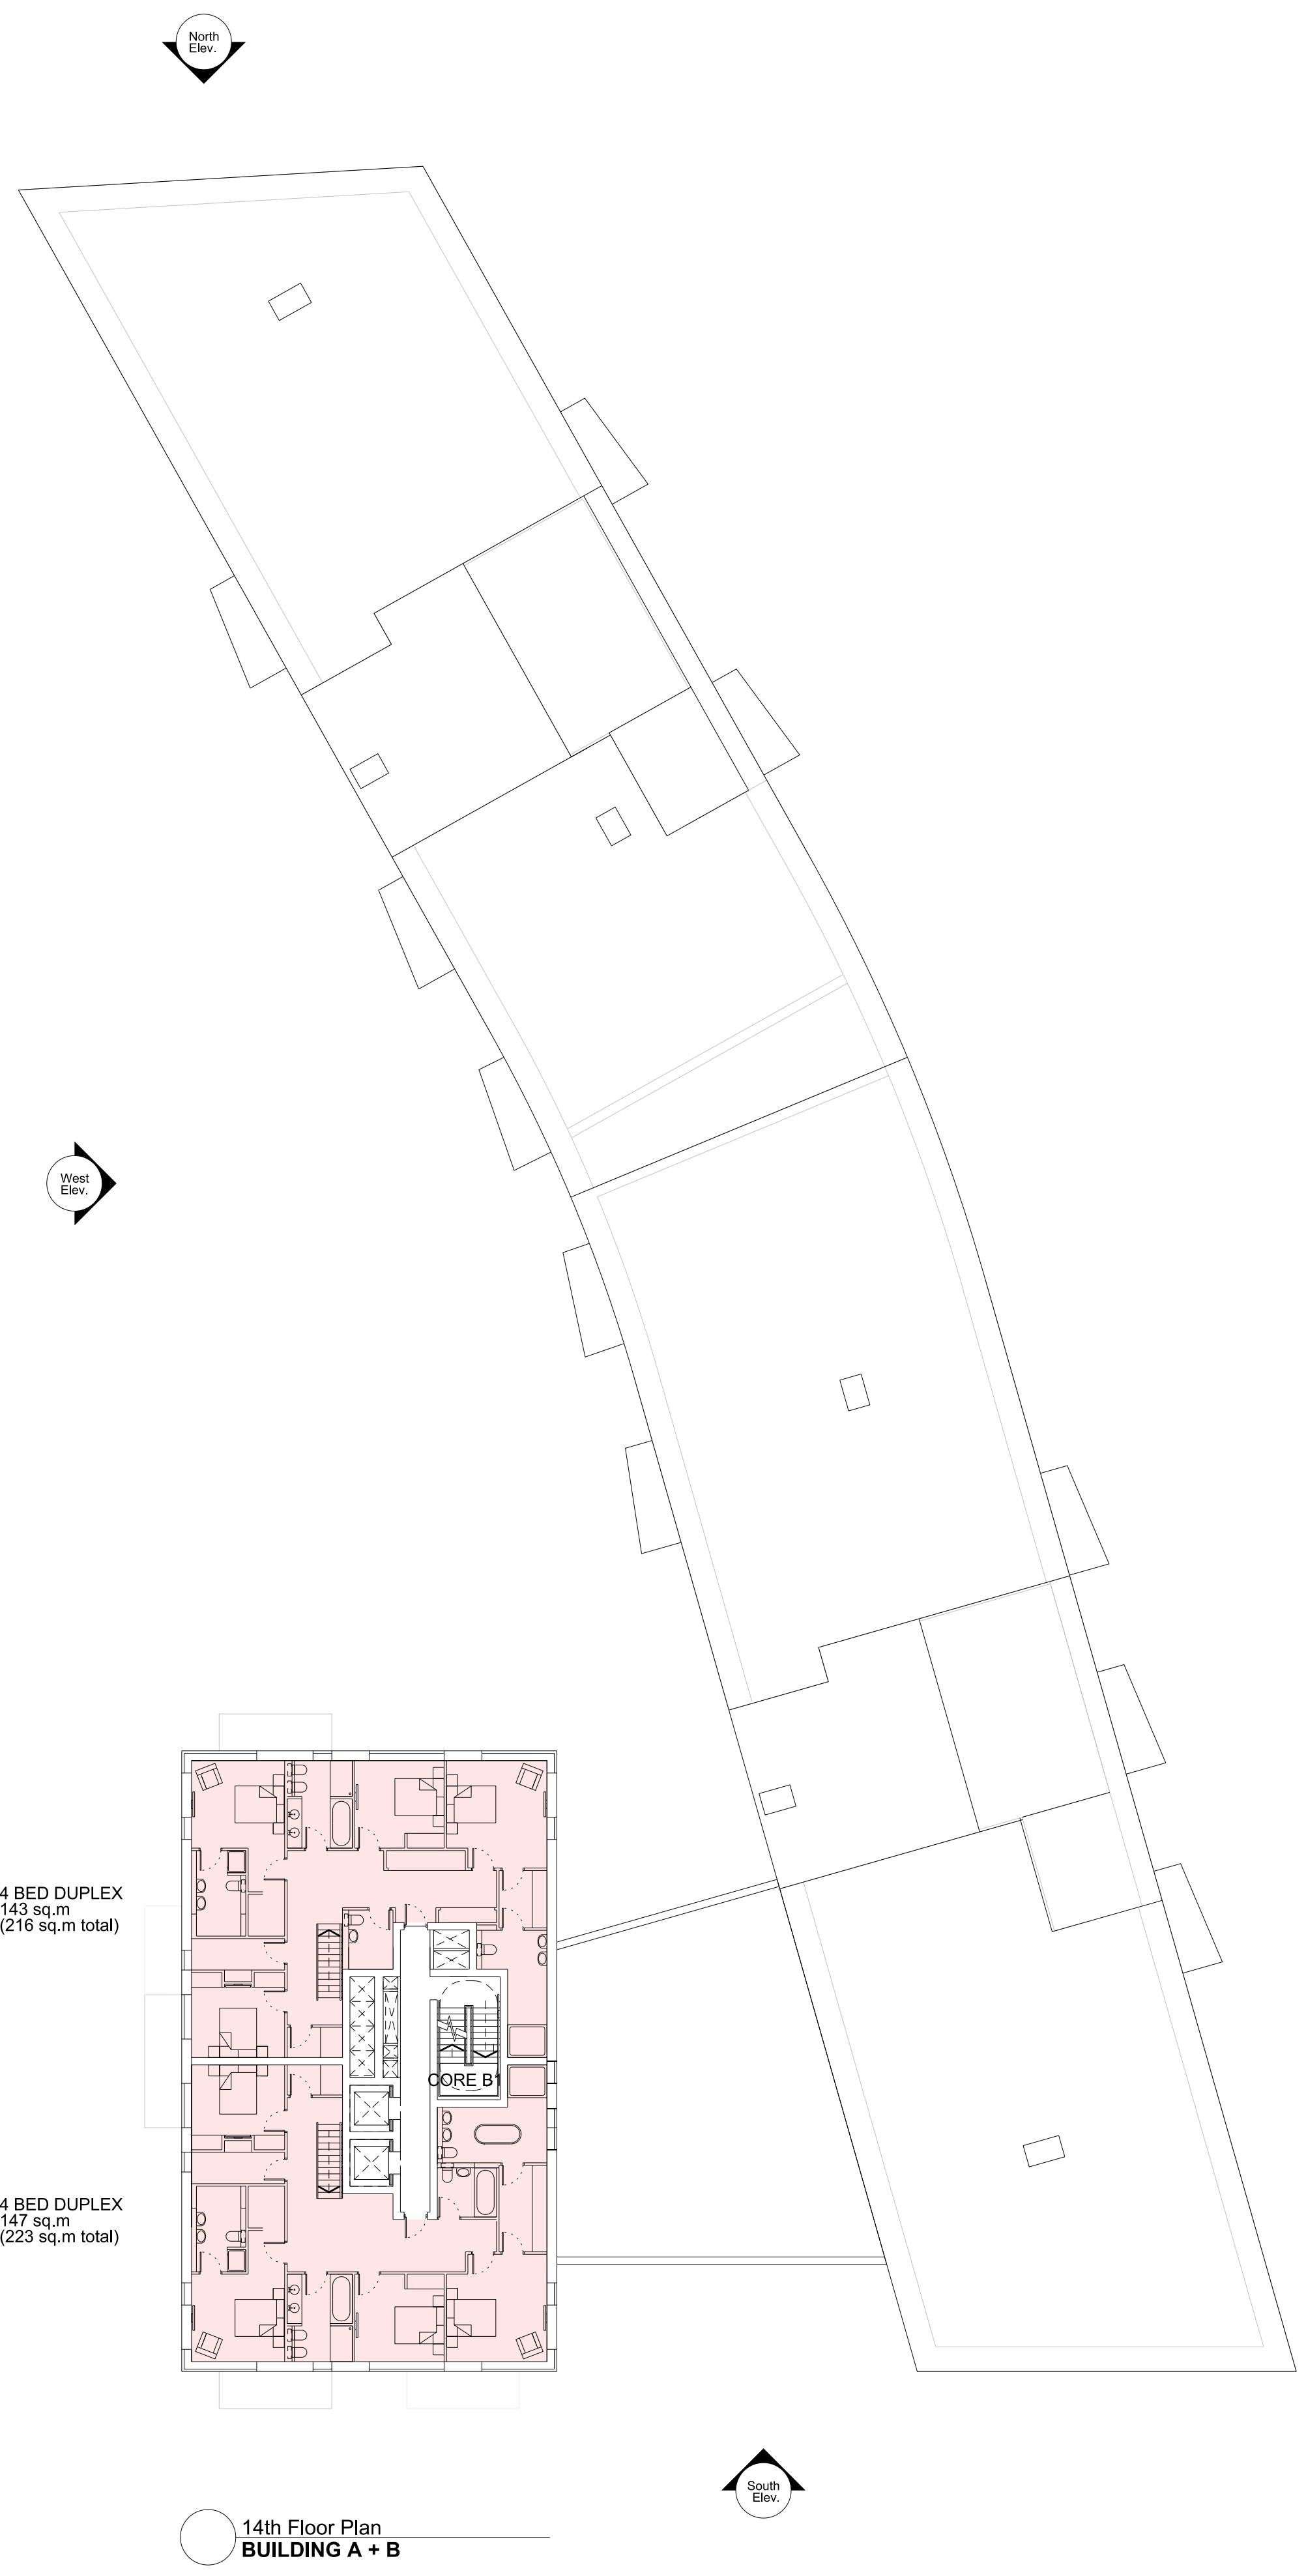 North
Elev.
West
Elev.
4 BED DUPLEX
143 sq.m
(216 sq.m total)
CORE B1
4 BED DUPLEX
147 sq.m
(223 sq.m total)
South
Elev.
14th Floor Plan
BUILDING A + B